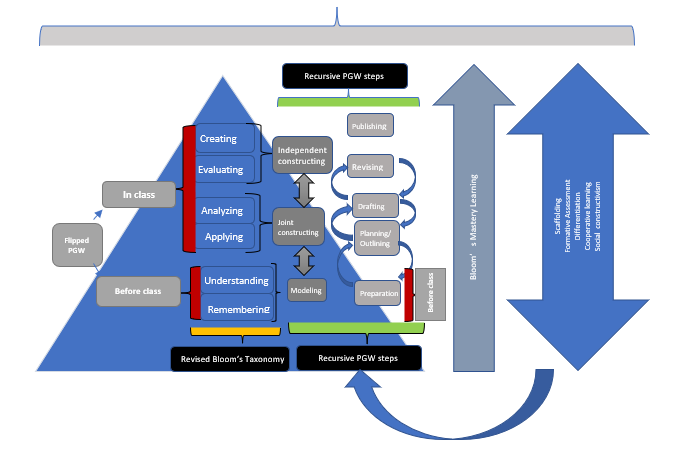 Recursive PGW steps
Publishing
Creating
Independent
constructing
Evaluating
Revising
In class
Analyzing
Drafting
Joint
constructing
Applying
Planning/
Outlining
Flipped
PGW
Before class
Understanding
Modeling
Preparation
Remembering
Before class
Revised Bloom's Taxonomy
Recursive PGW steps
Bloom's Mastery Learning
Scaffolding
Formative Assessment
Differentiation
Cooperative learning
Social constructivism